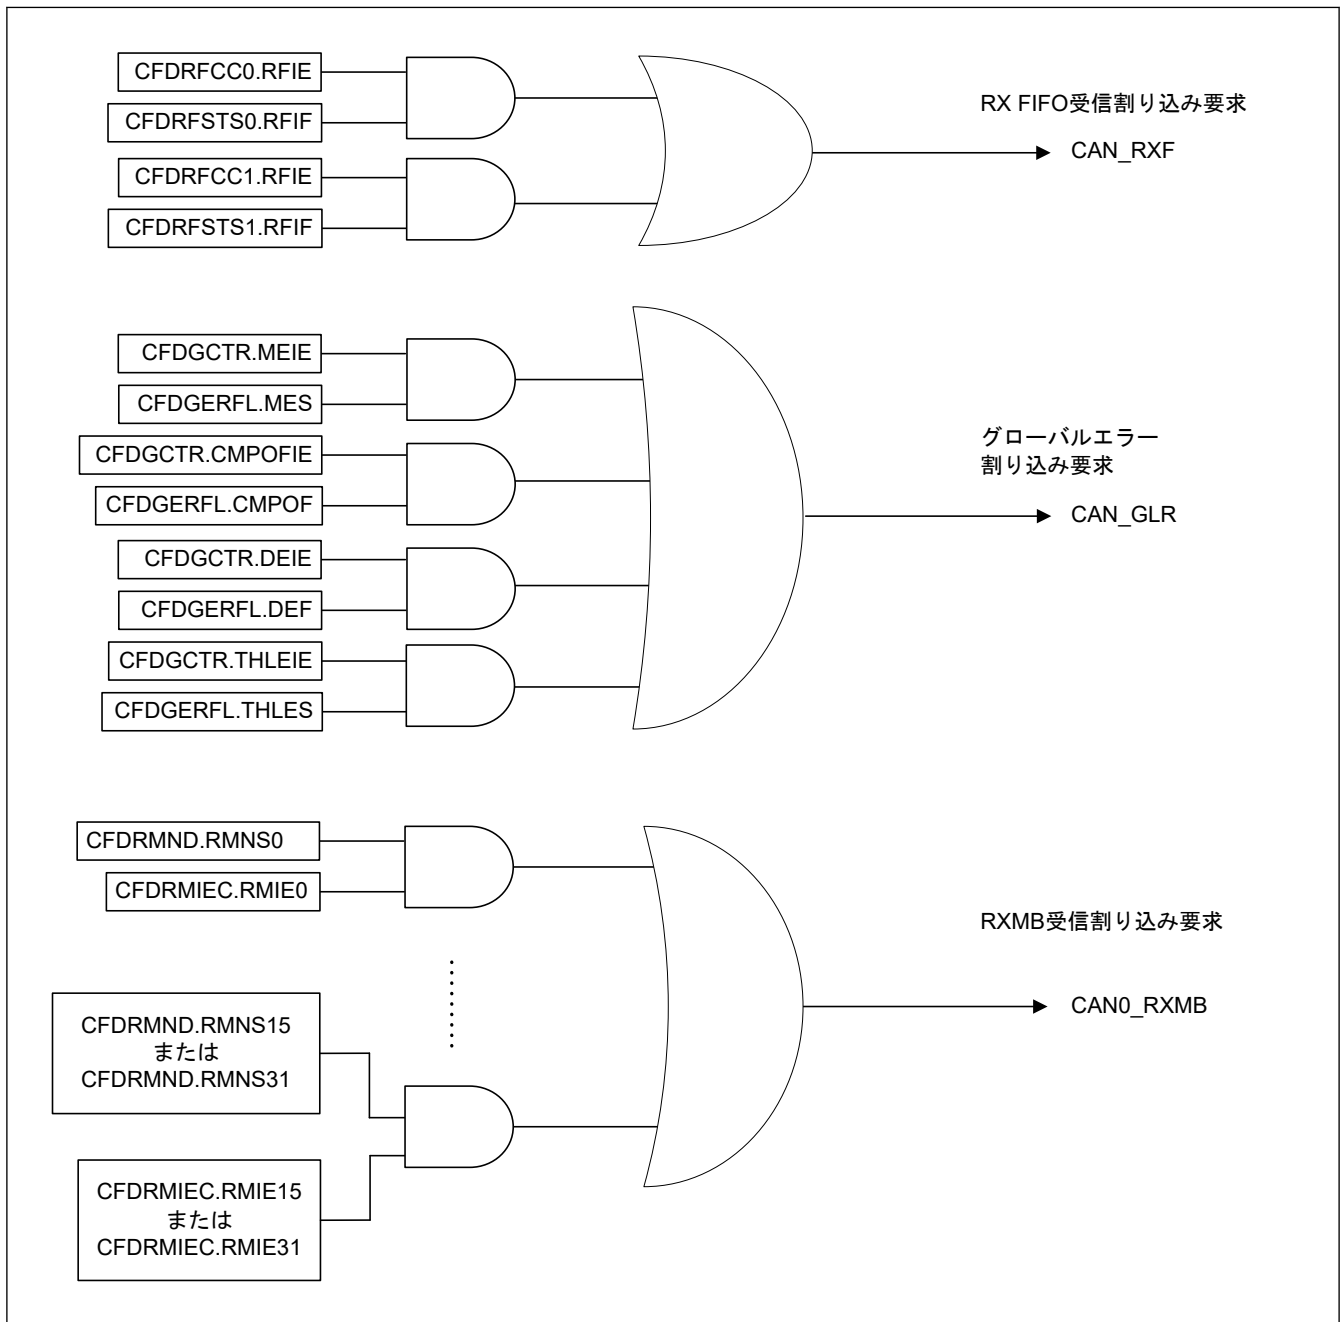 CFDRFCC0.RFIE
CFDRFSTS0.RFIF
CFDRFCC1.RFIE
CFDRFSTS1.RFIF
RX FIFO受信割り込み要求
CAN_RXF
CFDGCTR.MEIE
CFDGERFL.MES
CFDGCTR.CMPOFIE
CFDGERFL.CMPOF
CFDGCTR.DEIE
CFDGERFL.DEF
CFDGCTR.THLEIE
CFDGERFL.THLES
グローバルエラー
割り込み要求
CAN_GLR
CFDRMND.RMNS0
CFDRMIEC.RMIE0
CFDRMND.RMNS15
または
CFDRMND.RMNS31
CFDRMIEC.RMIE15
または
CFDRMIEC.RMIE31
RXMB受信割り込み要求
CAN0_RXMB